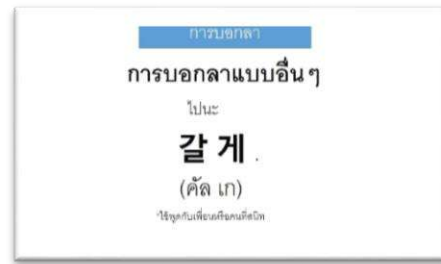 การบอกลา
การบอกลาแบบอื่นๆ
ไปนะ
갈 게 .
(คัล เก)
*ใช้พูดกับเพื่อนหรือคนที่สนิท